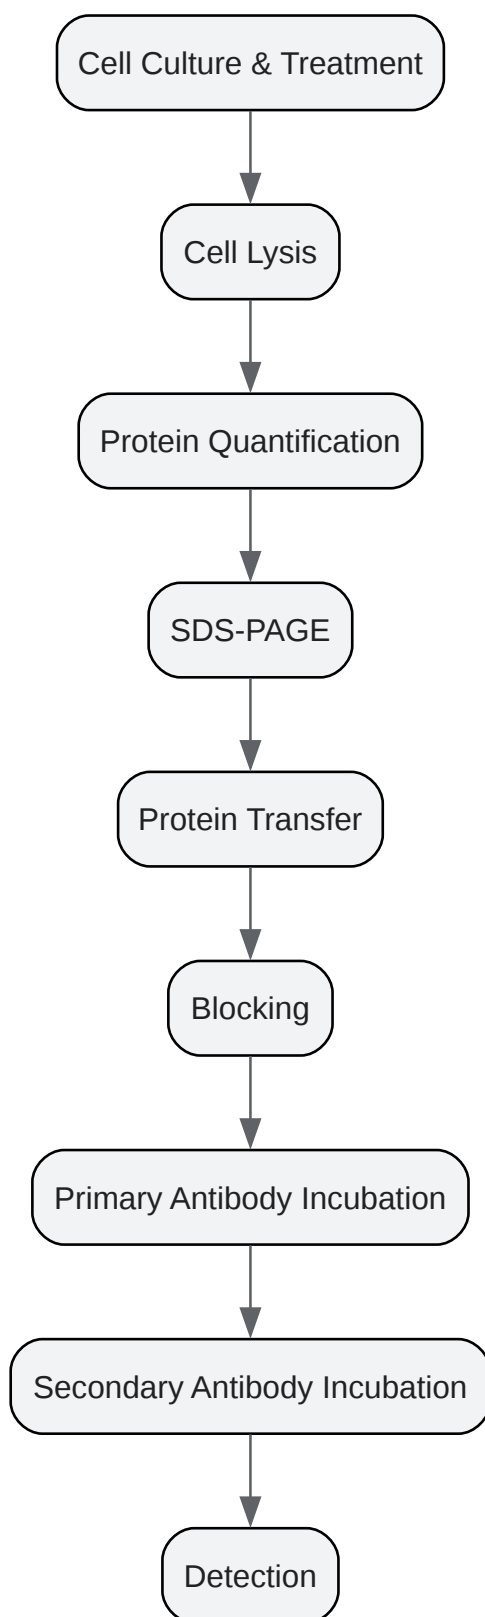 Cell Culture & Treatment
Cell Lysis
Protein Quantification
SDS-PAGE
Protein Transfer
Blocking
Primary Antibody Incubation
Secondary Antibody Incubation
Detection